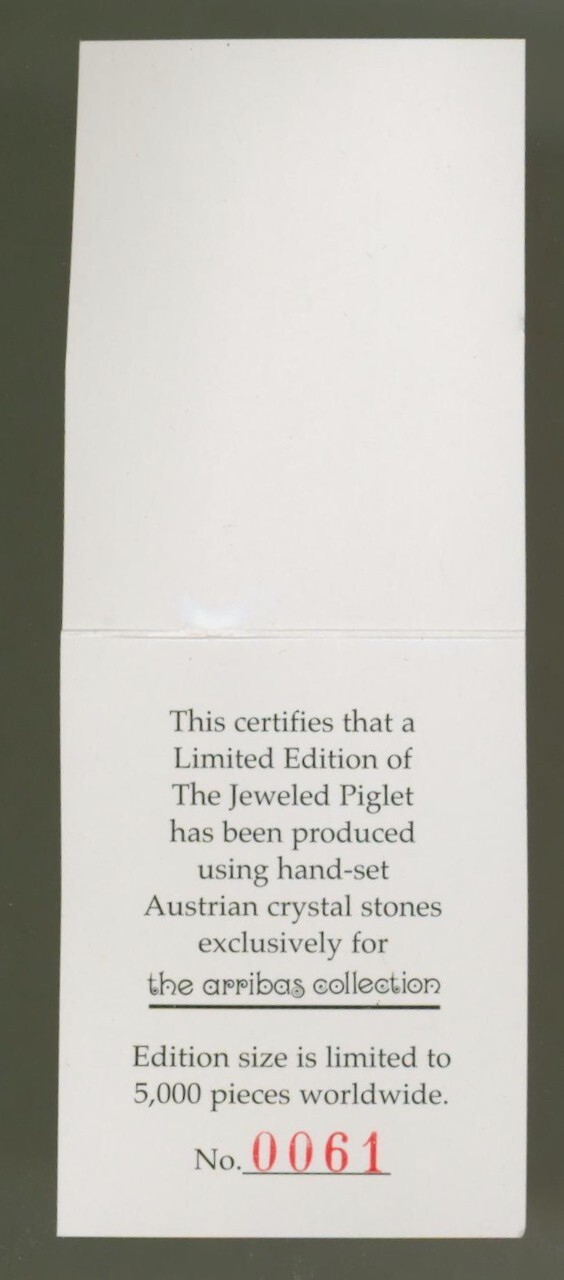 This certifies that a
Limited Edition of
The Jeweled Piglet
has been produced
using hand-set
Austrian crystal stones
exclusively for
the arribas collection
Edition size is limited to
5,000 pieces worldwide.
No. 0061